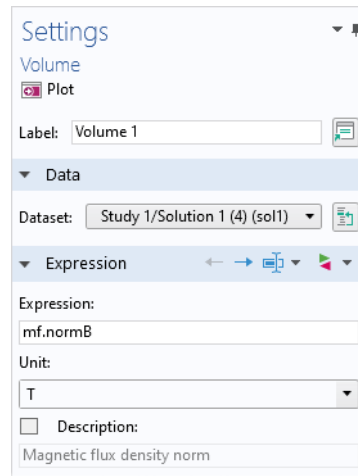 Settings
Volume
Plot
Label: Volume 1
Data
Dataset: Study 1/Solution 1 (4) (sol1)
Expression
Expression:
mf.normB
Unit:
T
Description:
Magnetic flux density norm